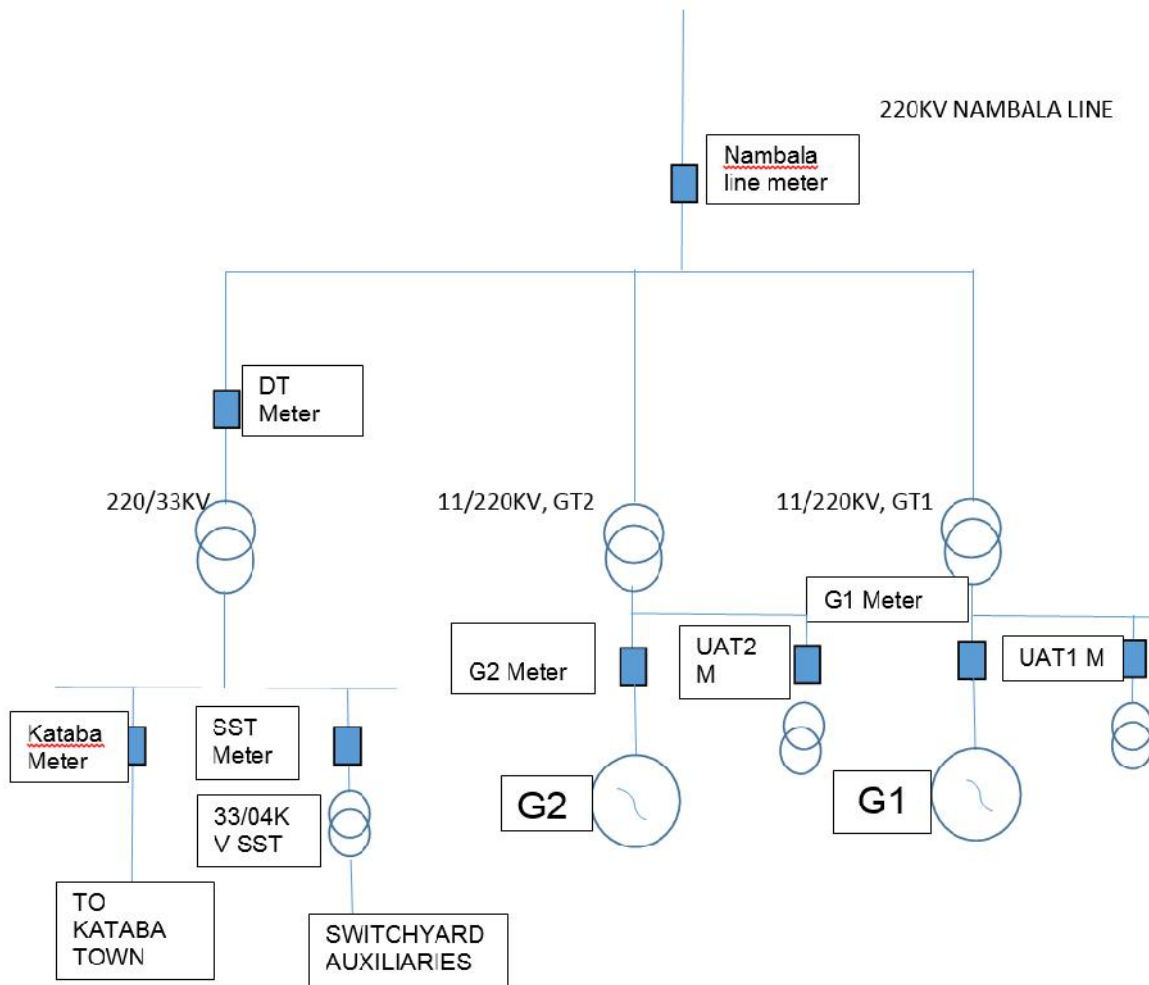 220KV NAMBALA LINE
Nambala
line meter
DT
Meter
220/33KV
11/220KV, GT2
11/220KV, GT1
G1 Meter
G2 Meter
UAT2
M
UAT1 M
Kataba
Meter
SST
Meter
33/04K
V SST
G2
G1
TO
KATABA
TOWN
SWITCHYARD
AUXILIARIES